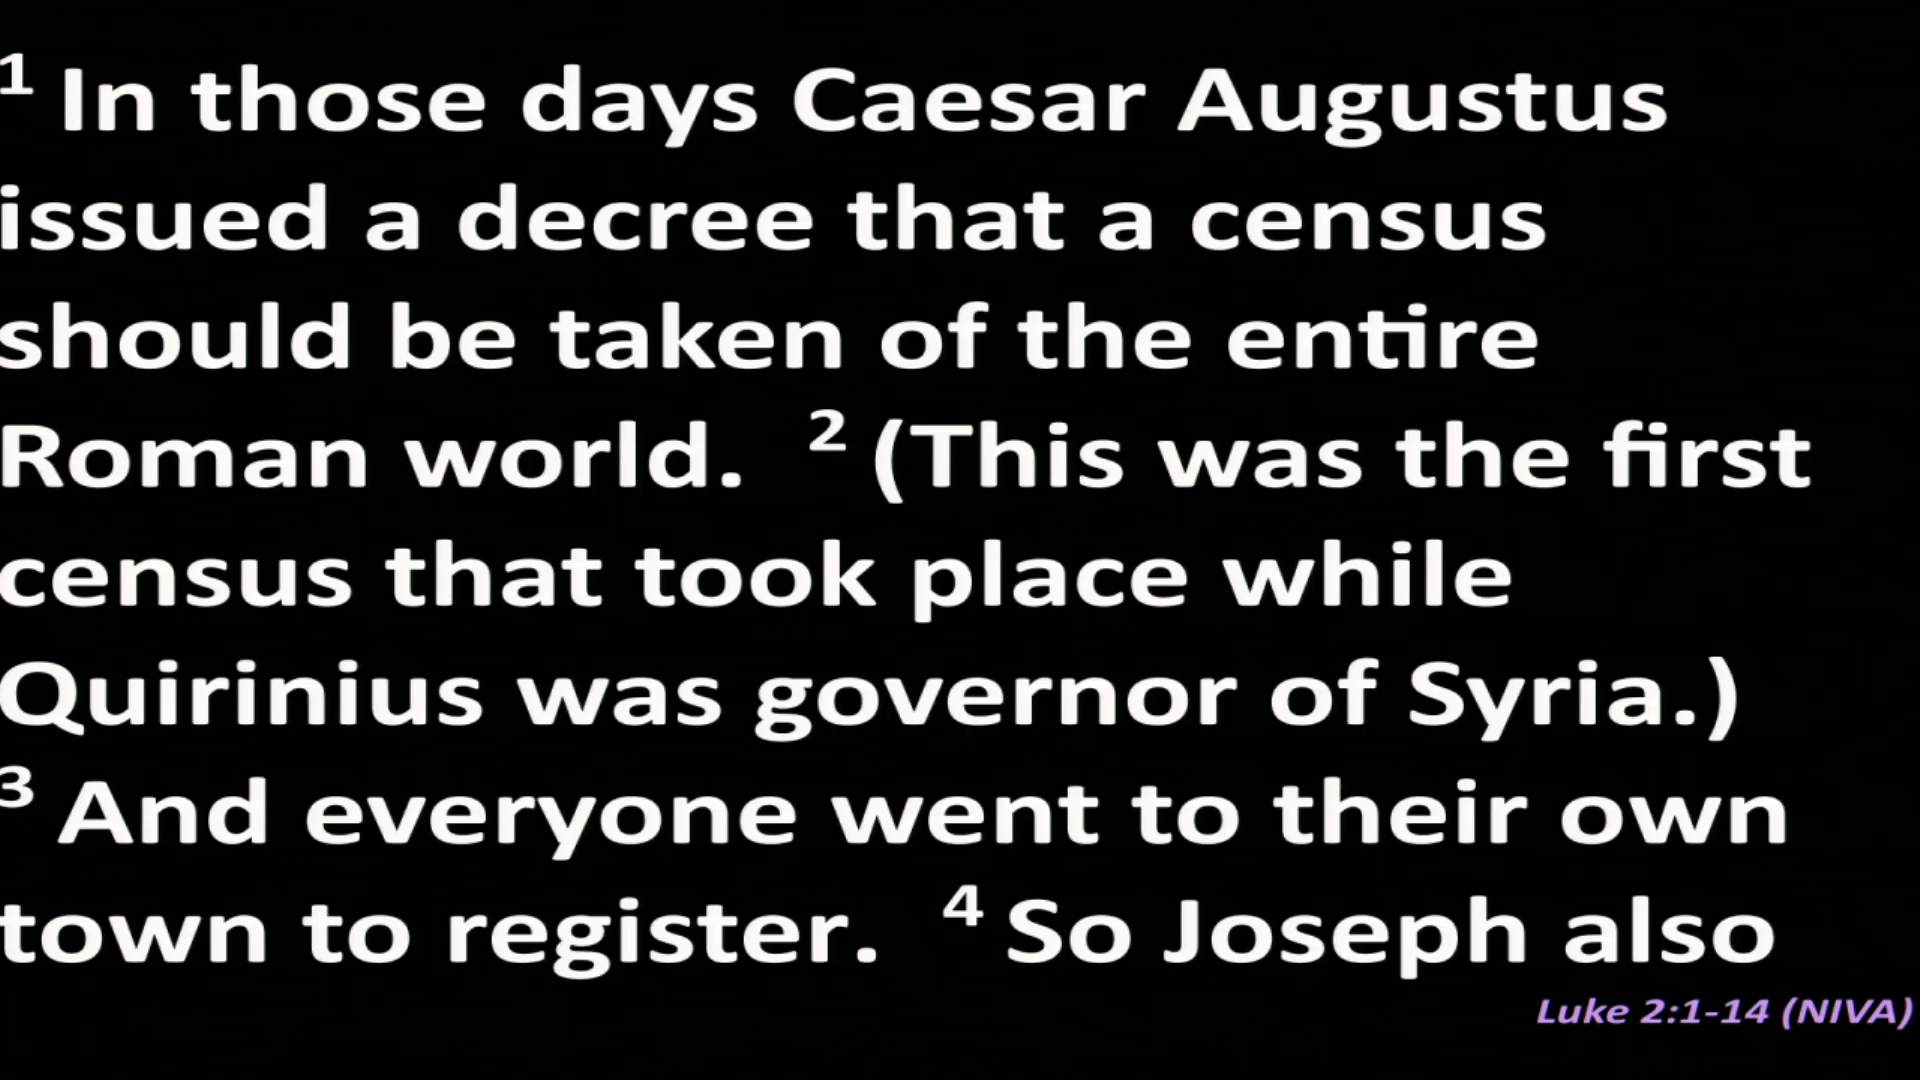 ¹ In those days Caesar Augustus
issued a decree that a census
should be taken of the entire
Roman world. ² (This was the first
census that took place while
Quirinius was governor of Syria.)
³ And everyone went to their own
town to register. ⁴ So Joseph also
Luke 2:1-14 (NIVA)